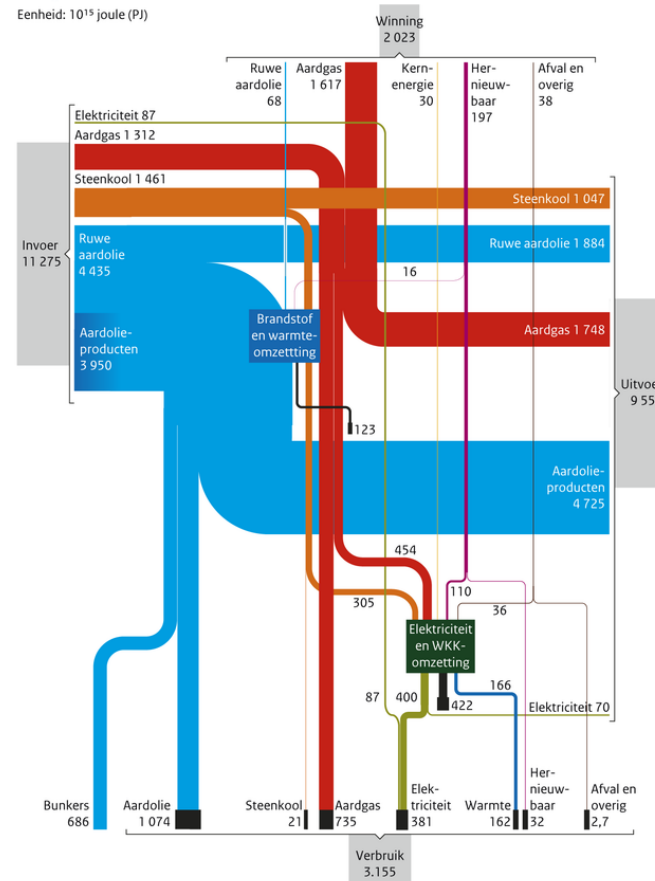 Eenheid: 10¹⁵ joule (PJ)
Winning
2 023
Ruwe
aardolie
68
Aardgas
1 617
Kern-
energie
30
Her-
nieuw-
baar
197
Afval en
overig
38
Elektriciteit 87
Aardgas 1 312
Steenkool 1 461
Steenkool 1 047
Invoer
11 275
Ruwe
aardolie
4 435
Ruwe aardolie 1 884
16
Brandstof
en warmte-
omzettting
Aardolie-
producten
3 950
Aardgas 1 748
Uitvoe
9 55
123
Aardolie-
producten
4 725
454
305
110
36
Elektriciteit
en WKK-
omzetting
166
87
400
422
Elektriciteit 70
Bunkers
686
Aardolie
1 074
Steenkool
21
Aardgas
735
Elek-
triciteit
381
Warmte
162
Her-
nieuw-
baar
32
Afval en
overig
2,7
Verbruik
3.155